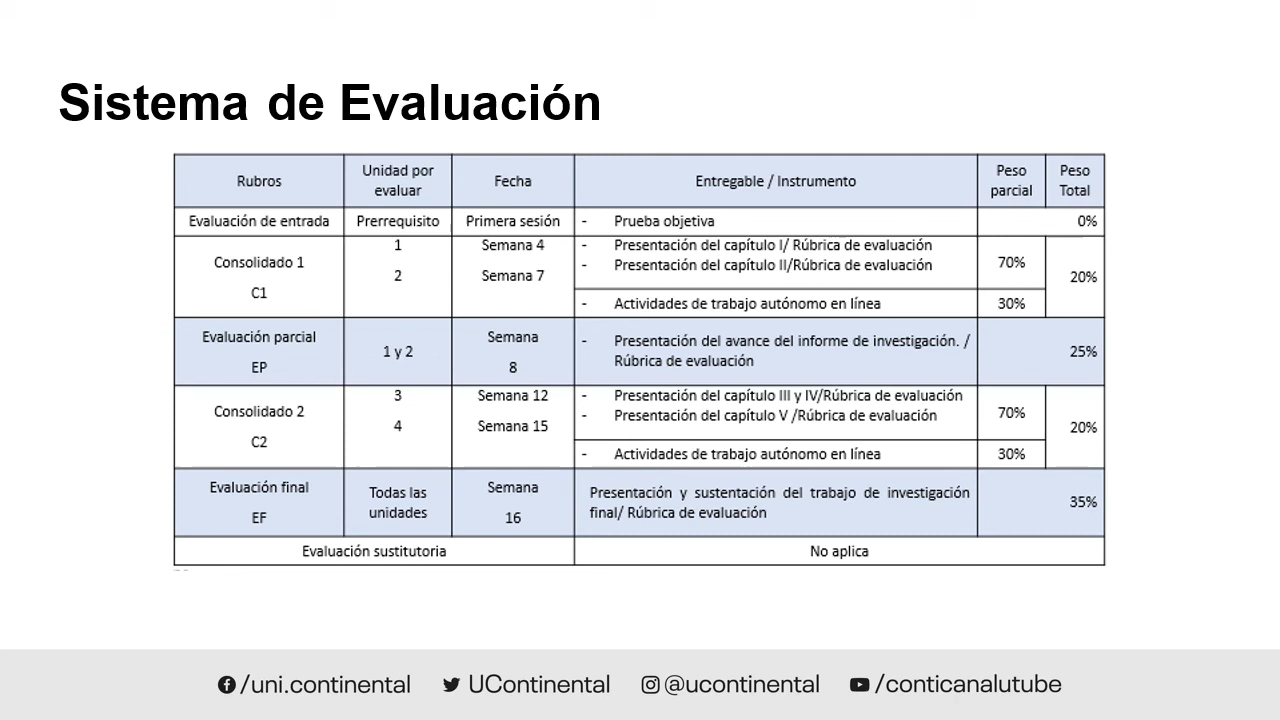 Sistema de Evaluación
Rubros
Unidad por
evaluar
Fecha
Entregable / Instrumento
Peso
parcial
Peso
Total
Evaluación de entrada
Prerrequisito
Primera sesión
- Prueba objetiva
0%
Consolidado 1
C1
1
2
Semana 4
Semana 7
- Presentación del capítulo I/ Rúbrica de evaluación
- Presentación del capítulo II/Rúbrica de evaluación
70%
20%
- Actividades de trabajo autónomo en línea
30%
Evaluación parcial
EP
1 y 2
Semana
8
- Presentación del avance del informe de investigación. /
Rúbrica de evaluación
25%
Consolidado 2
C2
3
4
Semana 12
Semana 15
- Presentación del capítulo III y IV/Rúbrica de evaluación
- Presentación del capítulo V /Rúbrica de evaluación
70%
20%
- Actividades de trabajo autónomo en línea
30%
Evaluación final
EF
Todas las
unidades
Semana
16
Presentación y sustentación del trabajo de investigación
final/ Rúbrica de evaluación
35%
Evaluación sustitutoria
No aplica
/uni.continental
UContinental
@ucontinental
/conticanalutube